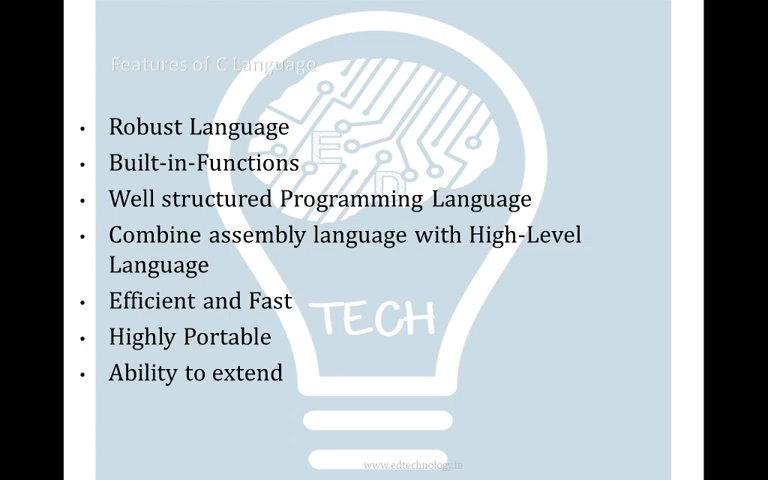 Features of C Language
• Robust Language
• Built-in-Functions
• Well structured Programming Language
• Combine assembly language with High-Level
Language
• Efficient and Fast
• Highly Portable
• Ability to extend
E
D
TECH
www.edtechnology.in